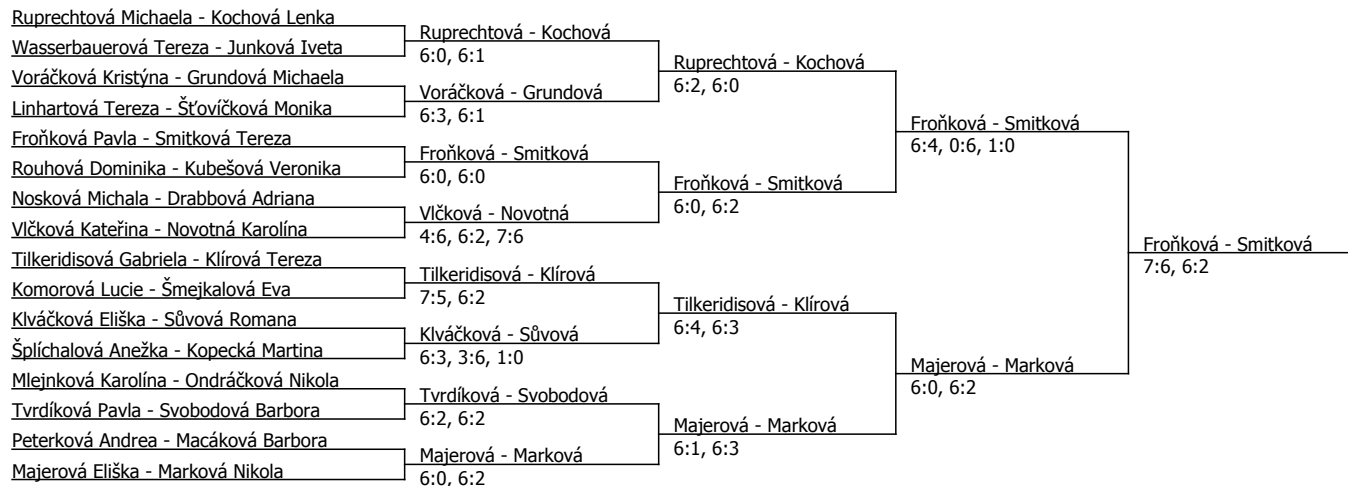 Ruprechtová Michaela - Kochová Lenka
Wasserbauerová Tereza - Junková Iveta
Voráčková Kristýna - Grundová Michaela
Linhartová Tereza - Šťovíčková Monika
Froňková Pavla - Smitková Tereza
Rouhová Dominika - Kubešová Veronika
Nosková Michala - Drabbová Adriana
Vlčková Kateřina - Novotná Karolína
Tilkeridisová Gabriela - Klírová Tereza
Komorová Lucie - Šmejkalová Eva
Klváčková Eliška - Sůvová Romana
Šplíchalová Anežka - Kopecká Martina
Mlejnková Karolína - Ondráčková Nikola
Tvrdíková Pavla - Svobodová Barbora
Peterková Andrea - Macáková Barbora
Majerová Eliška - Marková Nikola
Ruprechtová - Kochová
6:0, 6:1
Voráčková - Grundová
6:3, 6:1
Froňková - Smitková
6:0, 6:0
Vlčková - Novotná
4:6, 6:2, 7:6
Tilkeridisová - Klírová
7:5, 6:2
Klváčková - Sůvová
6:3, 3:6, 1:0
Tvrdíková - Svobodová
6:2, 6:2
Majerová - Marková
6:0, 6:2
Ruprechtová - Kochová
6:2, 6:0
Froňková - Smitková
6:0, 6:2
Tilkeridisová - Klírová
6:4, 6:3
Majerová - Marková
6:1, 6:3
Froňková - Smitková
6:4, 0:6, 1:0
Majerová - Marková
6:0, 6:2
Froňková - Smitková
7:6, 6:2